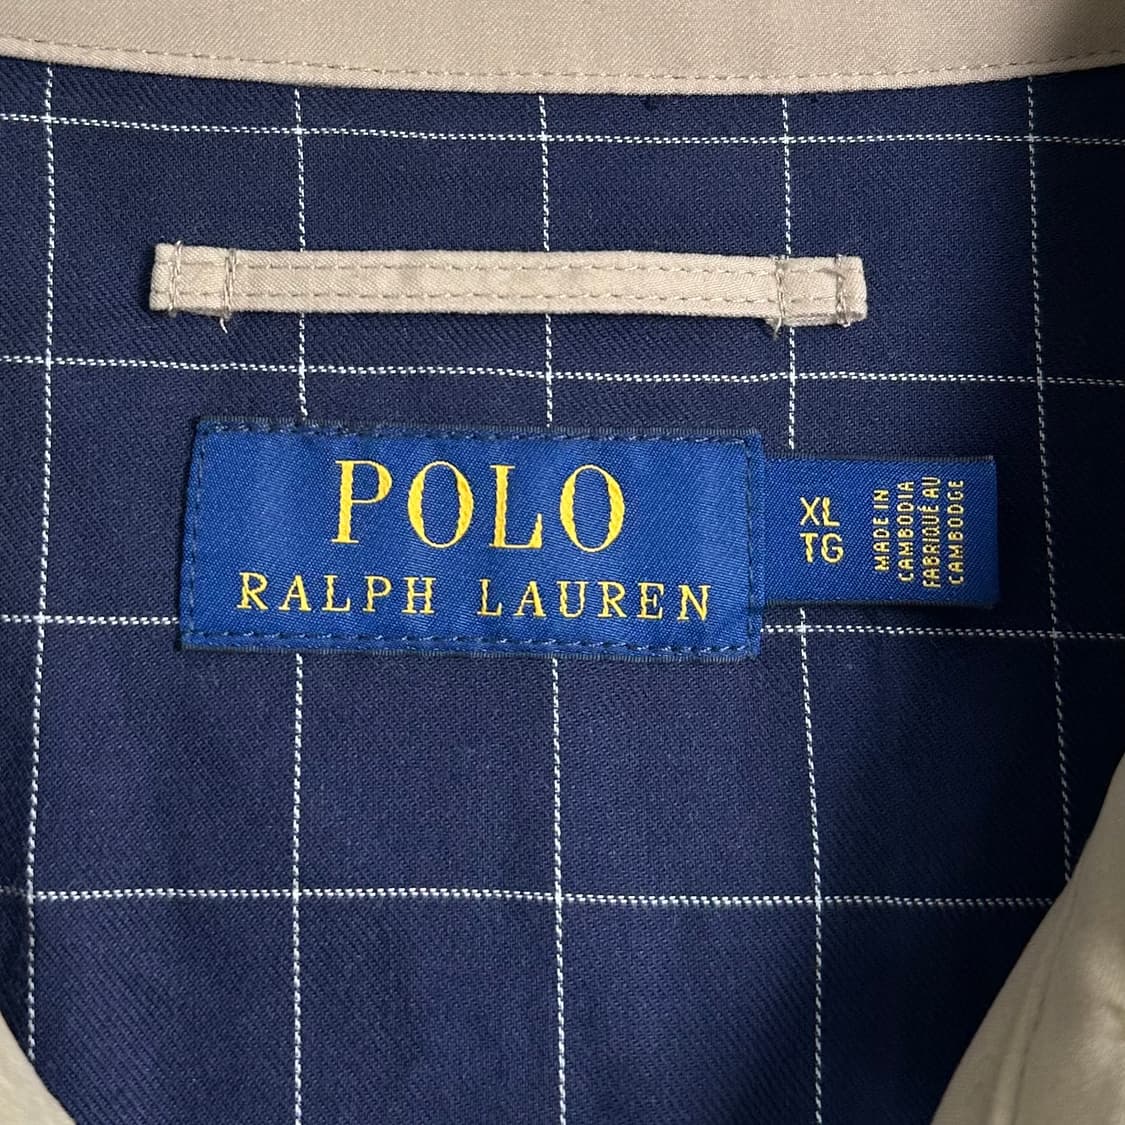 POLO
RALPH LAUREN
XL
TG
MADE IN
CAMBODIA
FABRIQUÉ AU
CAMBODGE